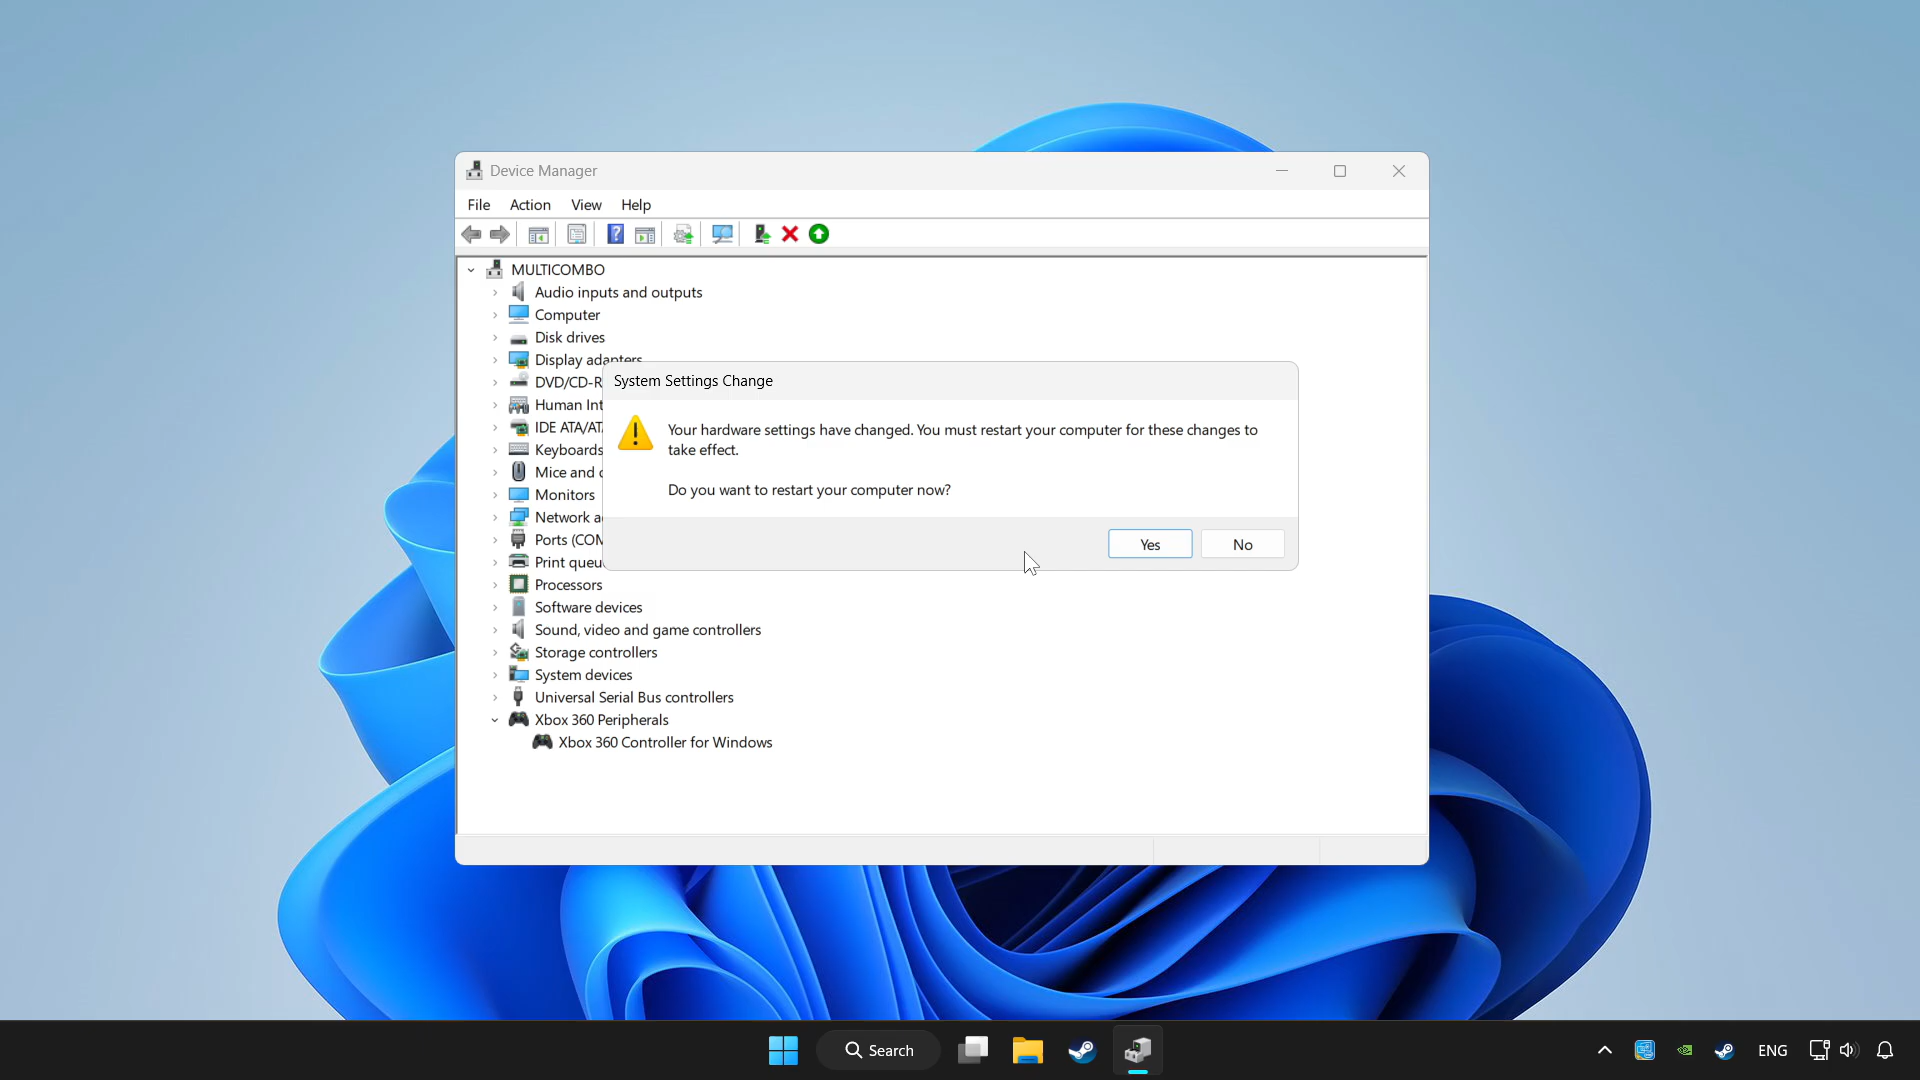 Device Manager
File Action View Help
MULTICOMBO
Audio inputs and outputs
Computer
Disk drives
Display adapters
DVD/CD-R
Human Int
IDE ATA/AT
Keyboards
Mice and
Monitors
Network a
Ports (COM
Print queu
Processors
Software devices
Sound, video and game controllers
Storage controllers
System devices
Universal Serial Bus controllers
Xbox 360 Peripherals
Xbox 360 Controller for Windows
System Settings Change
Your hardware settings have changed. You must restart your computer for these changes to
take effect.
Do you want to restart your computer now?
Yes No
Search
ENG